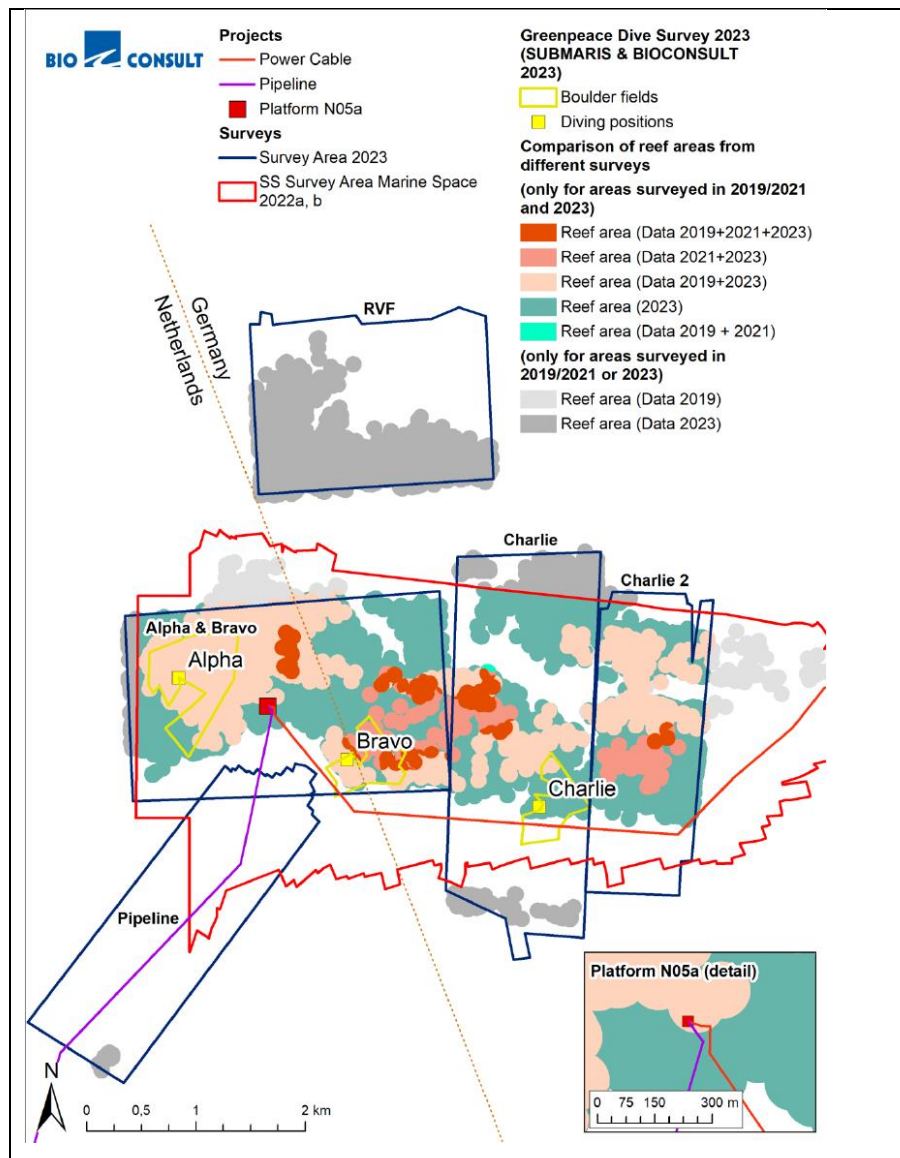 BIO CONSULT
Projects
Power Cable
Pipeline
Platform N05a
Surveys
Survey Area 2023
SS Survey Area Marine Space
2022a, b
Greenpeace Dive Survey 2023
(SUBMARIS & BIOCONSULT
2023)
Boulder fields
Diving positions
Comparison of reef areas from
different surveys
(only for areas surveyed in 2019/2021
and 2023)
Reef area (Data 2019+2021+2023)
Reef area (Data 2021+2023)
Reef area (Data 2019+2023)
Reef area (2023)
Reef area (Data 2019 + 2021)
(only for areas surveyed in
2019/2021 or 2023)
Reef area (Data 2019)
Reef area (Data 2023)
Germany
Netherlands
RVF
Charlie
Charlie 2
Alpha & Bravo
Alpha
Bravo
Charlie
Pipeline
Platform N05a (detail)
0 75 150 300 m
N
0 0,5 1 2 km